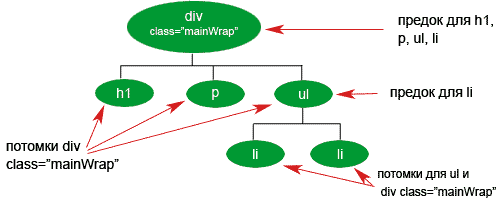 div
class="mainWrap"
предок для h1,
p, ul, li
h1
p
ul
предок для li
потомки div
class="mainWrap"
li
li
потомки для ul и
div class="mainWrap"